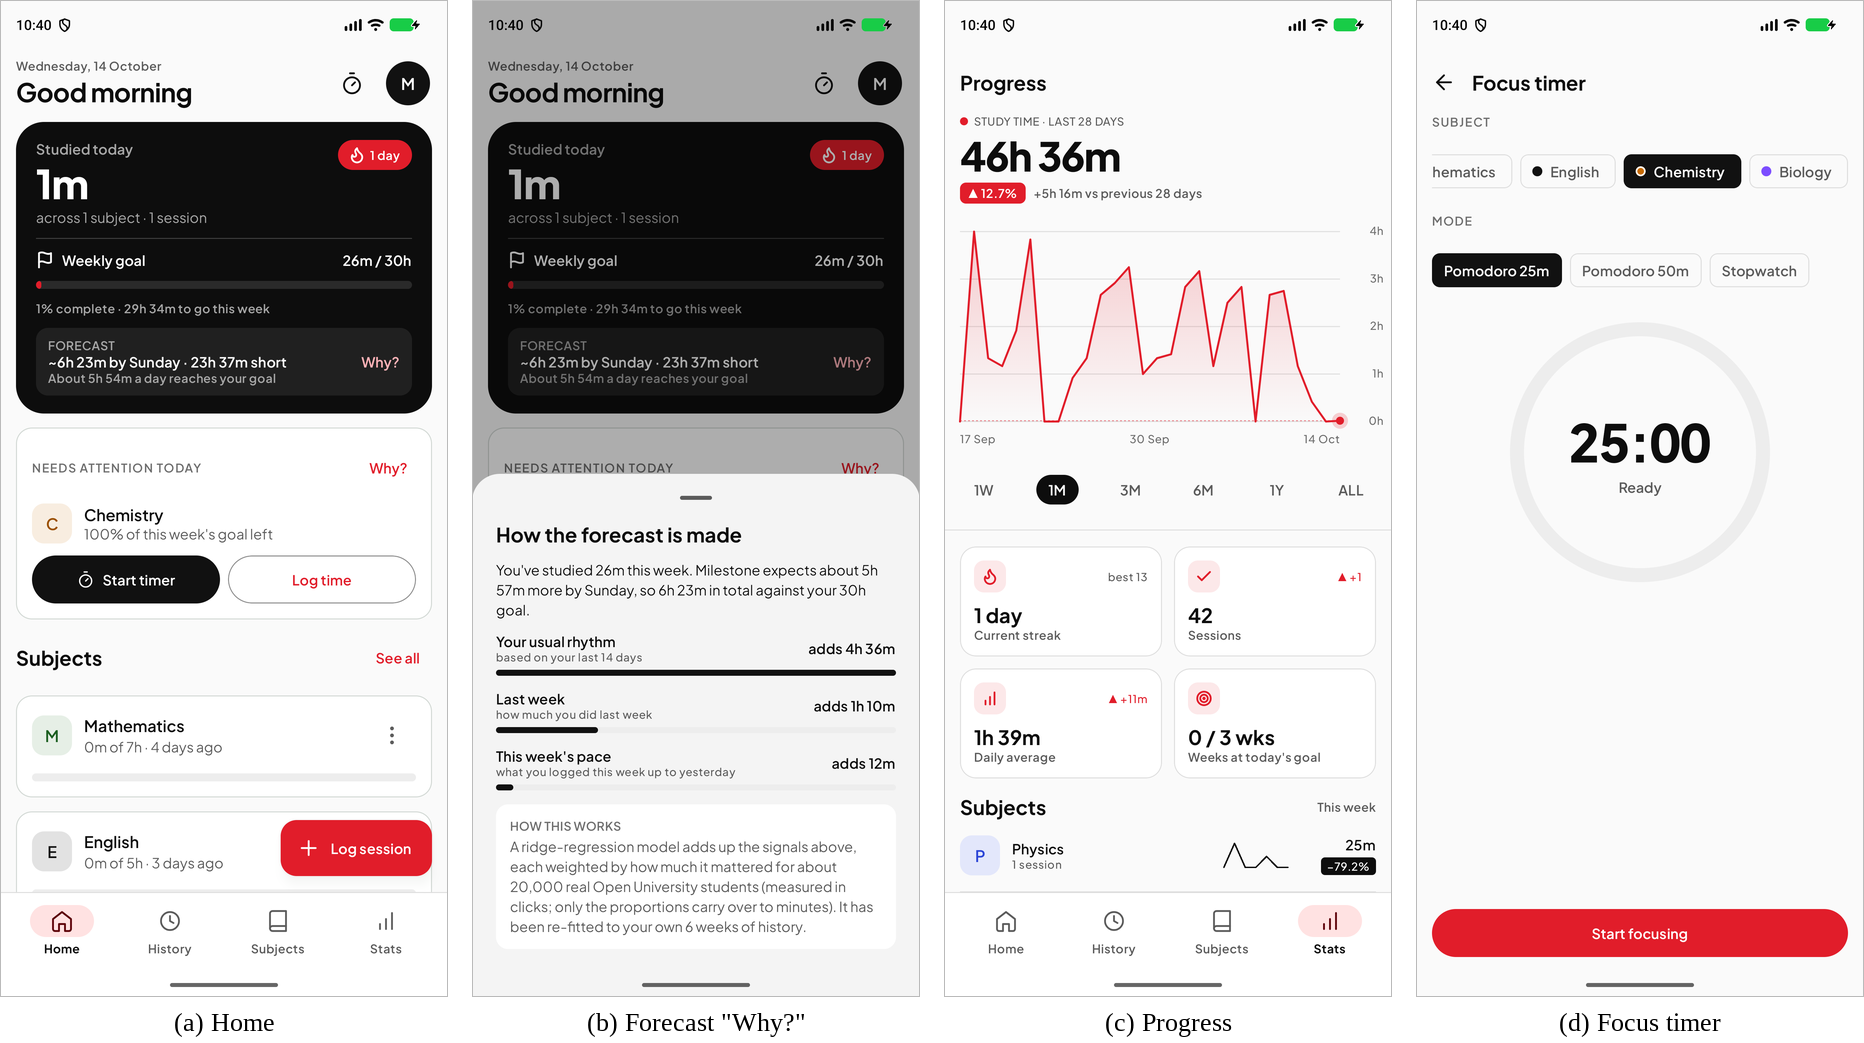 10:40
Wednesday, 14 October
Good morning
M
Studied today
1 day
1m
across 1 subject · 1 session
Weekly goal
26m / 30h
1% complete · 29h 34m to go this week
FORECAST
~6h 23m by Sunday · 23h 37m short
Why?
About 5h 54m a day reaches your goal
NEEDS ATTENTION TODAY
Why?
C
Chemistry
100% of this week's goal left
Start timer
Log time
Subjects
See all
M
Mathematics
0m of 7h · 4 days ago
E
English
0m of 5h · 3 days ago
Log session
Home
History
Subjects
Stats
(a) Home
10:40
Wednesday, 14 October
Good morning
M
Studied today
1 day
1m
across 1 subject · 1 session
Weekly goal
26m / 30h
1% complete · 29h 34m to go this week
FORECAST
~6h 23m by Sunday · 23h 37m short
Why?
About 5h 54m a day reaches your goal
NEEDS ATTENTION TODAY
Why?
How the forecast is made
You've studied 26m this week. Milestone expects about 5h
57m more by Sunday, so 6h 23m in total against your 30h
goal.
Your usual rhythm
based on your last 14 days
adds 4h 36m
Last week
how much you did last week
adds 1h 10m
This week's pace
what you logged this week up to yesterday
adds 12m
HOW THIS WORKS
A ridge-regression model adds up the signals above,
each weighted by how much it mattered for about
20,000 real Open University students (measured in
clicks; only the proportions carry over to minutes). It has
been re-fitted to your own 6 weeks of history.
(b) Forecast "Why?"
10:40
Progress
STUDY TIME · LAST 28 DAYS
46h 36m
▲ 12.7%
+5h 16m vs previous 28 days
4h
3h
2h
1h
0h
17 Sep
30 Sep
14 Oct
1W
1M
3M
6M
1Y
ALL
best 13
1 day
Current streak
▲ +1
42
Sessions
▲ +11m
1h 39m
Daily average
0 / 3 wks
Weeks at today's goal
Subjects
This week
P
Physics
1 session
25m
−79.2%
Home
History
Subjects
Stats
(c) Progress
10:40
Focus timer
SUBJECT
hematics
English
Chemistry
Biology
MODE
Pomodoro 25m
Pomodoro 50m
Stopwatch
25:00
Ready
Start focusing
(d) Focus timer